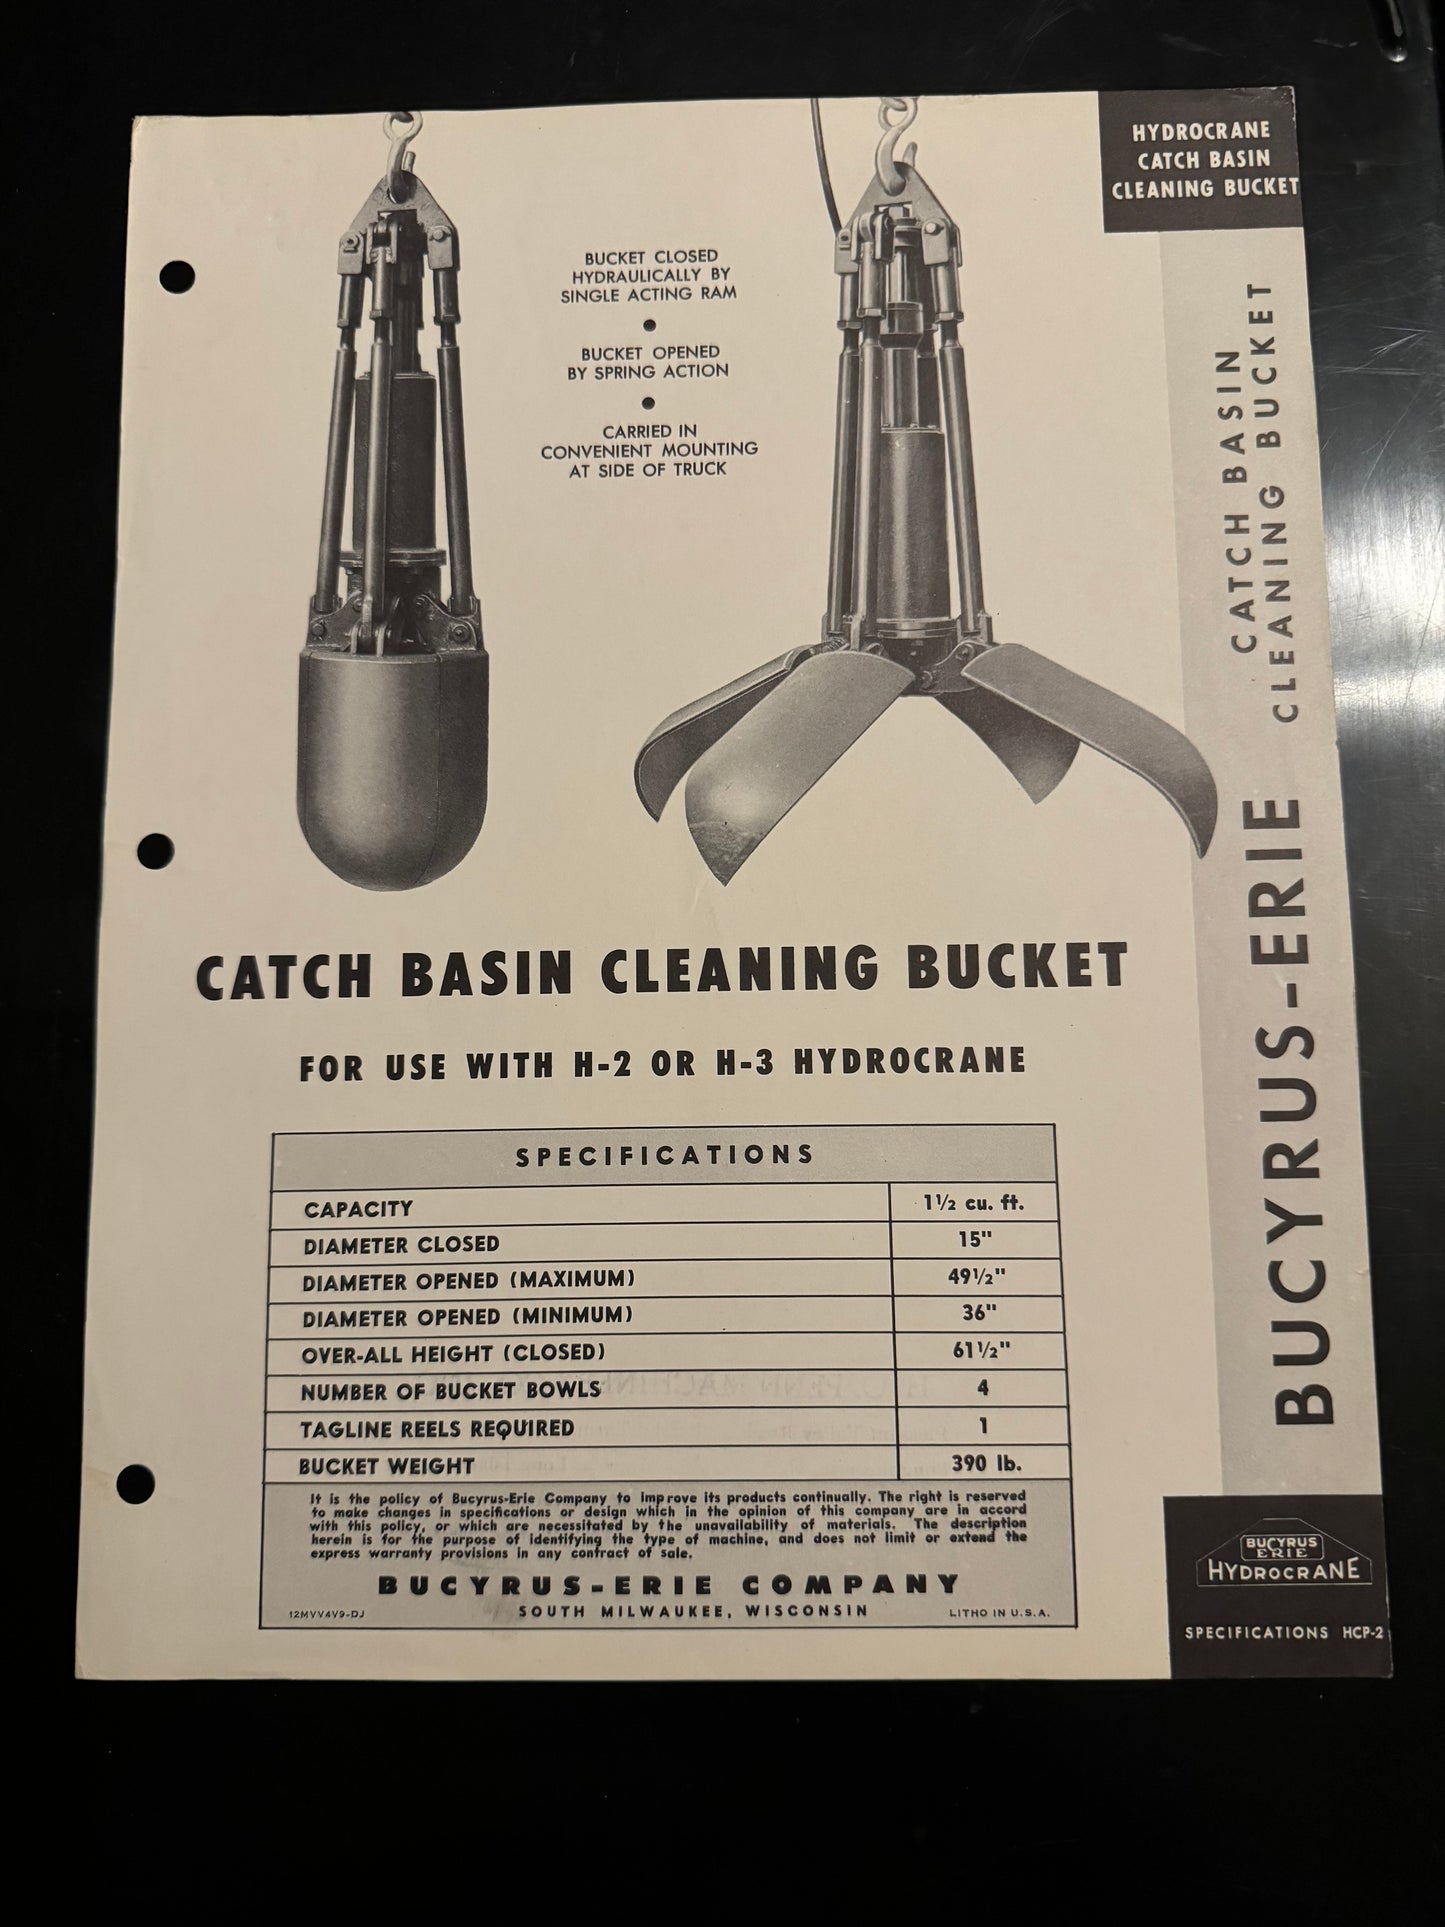 HYDROCRANE
CATCH BASIN
CLEANING BUCKET
BUCKET CLOSED
HYDRAULICALLY BY
SINGLE ACTING RAM
BUCKET OPENED
BY SPRING ACTION
CARRIED IN
CONVENIENT MOUNTING
AT SIDE OF TRUCK
CATCH BASIN
CLEANING BUCKET
BUCYRUS-ERIE
CATCH BASIN CLEANING BUCKET
FOR USE WITH H-2 OR H-3 HYDROCRANE
SPECIFICATIONS
CAPACITY 1½ cu. ft.
DIAMETER CLOSED 15"
DIAMETER OPENED (MAXIMUM) 49½"
DIAMETER OPENED (MINIMUM) 36"
OVER-ALL HEIGHT (CLOSED) 61½"
NUMBER OF BUCKET BOWLS 4
TAGLINE REELS REQUIRED 1
BUCKET WEIGHT 390 lb.
It is the policy of Bucyrus-Erie Company to improve its products continually. The right is reserved
to make changes in specifications or design which in the opinion of this company are in accord
with this policy, or which are necessitated by the unavailability of materials. The description
herein is for the purpose of identifying the type of machine, and does not limit or extend the
express warranty provisions in any contract of sale.
BUCYRUS-ERIE COMPANY
12MVV4V9-DJ SOUTH MILWAUKEE, WISCONSIN LITHO IN U.S.A.
BUCYRUS
ERIE
HYDROCRANE
SPECIFICATIONS HCP-2